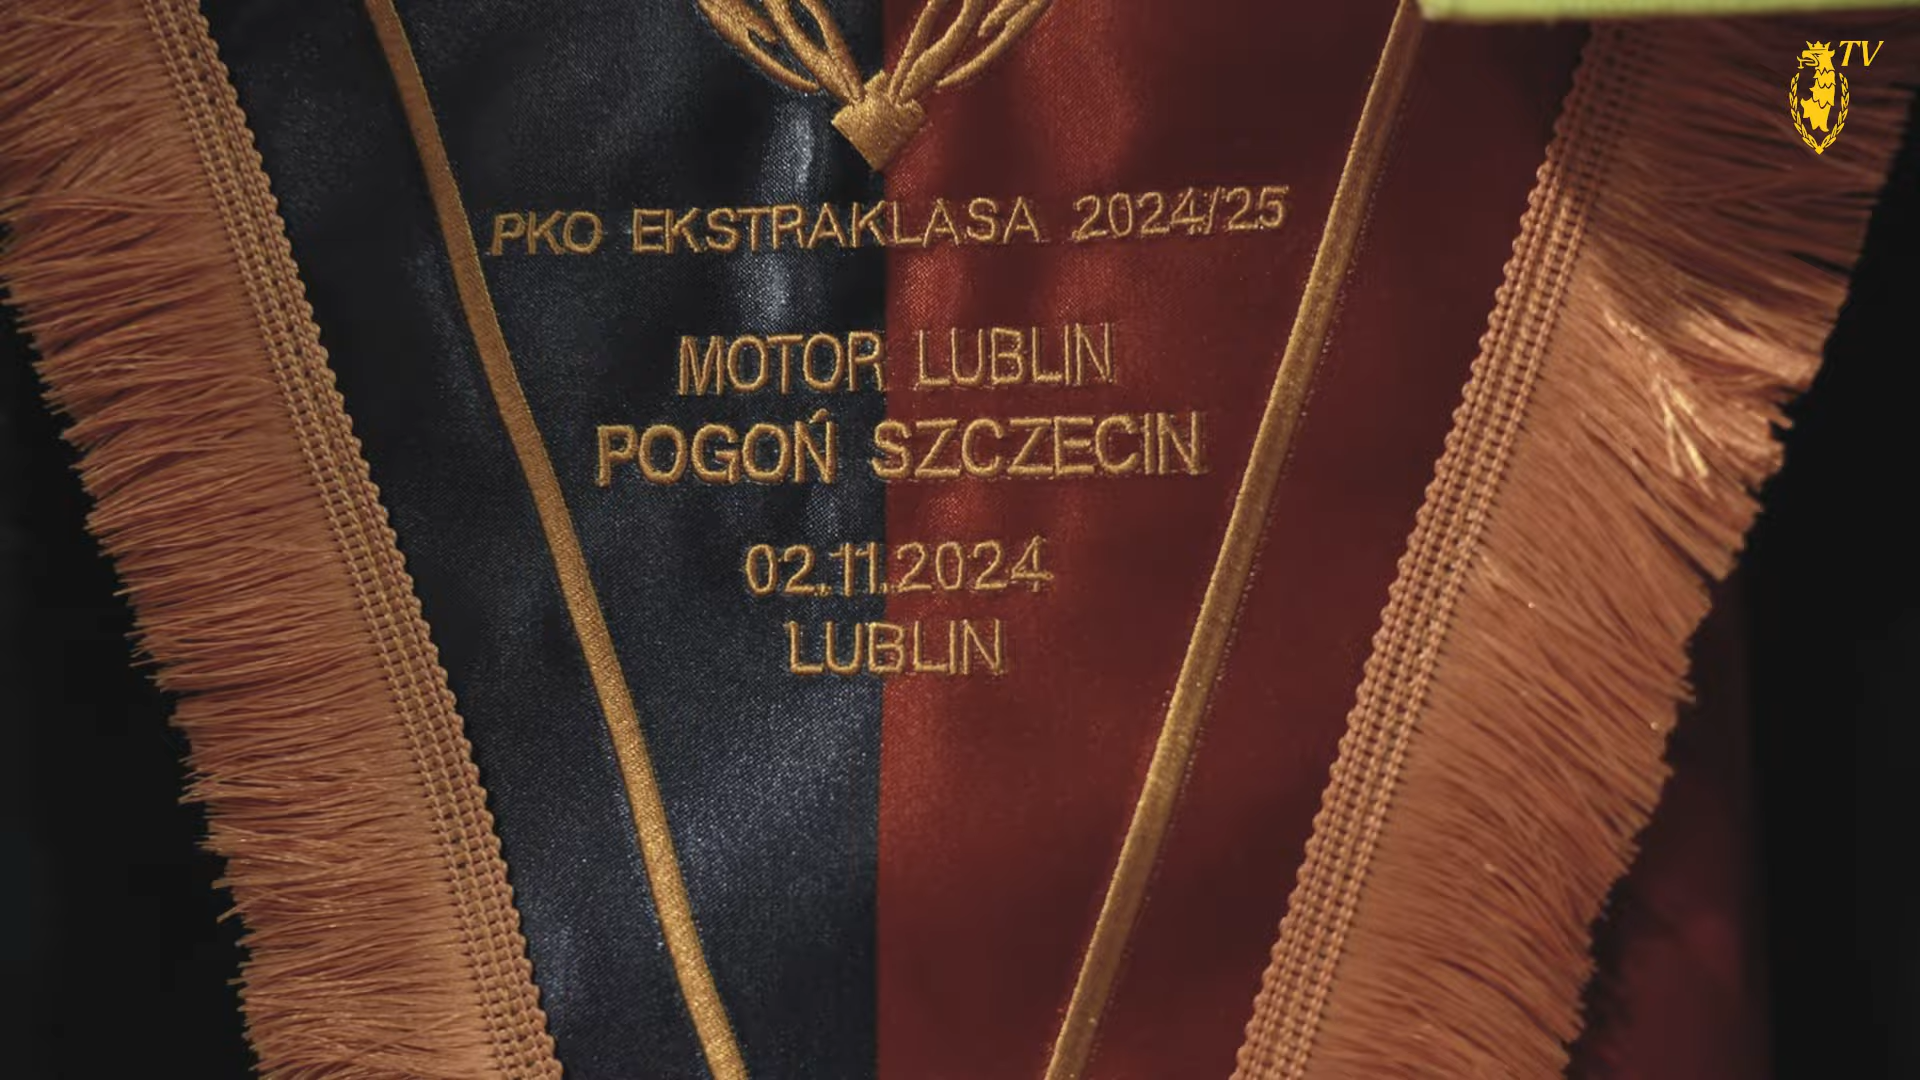 TV
PKO EKSTRAKLASA 2024/25
MOTOR LUBLIN
POGOŃ SZCZECIN
02.11.2024
LUBLIN